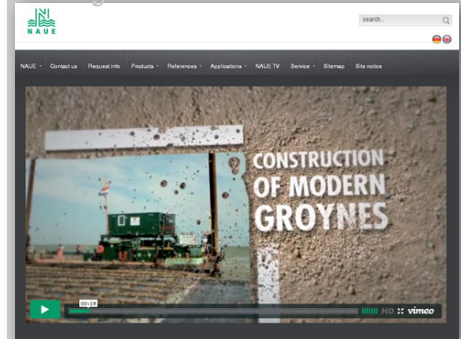 NAUE
search...
NAUE Contact us Request info Products References Applications NAUE TV Service Sitemap Site notice
CONSTRUCTION
OF MODERN
GROYNES
00:19
HD vimeo